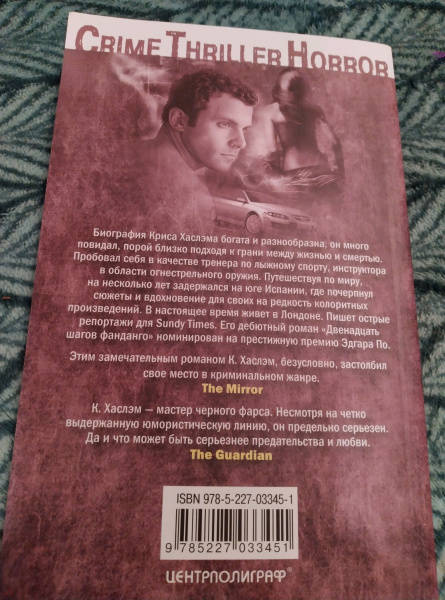 CRIME THRILLER HORROR
Биография Криса Хаслэма богата и разнообразна, он много
повидал, порой близко подходя к грани между жизнью и смертью.
Пробовал себя в качестве тренера по лыжному спорту, инструктора
в области огнестрельного оружия. Путешествуя по миру,
на несколько лет задержался на юге Испании, где почерпнул
сюжеты и вдохновение для своих на редкость колоритных
произведений. В настоящее время живет в Лондоне. Пишет острые
репортажи для Sundy Times. Его дебютный роман «Двенадцать
шагов фанданго» номинирован на престижную премию Эдгара По.
Этим замечательным романом К. Хаслэм, безусловно, застолбил
свое место в криминальном жанре.
The Mirror
К. Хаслэм — мастер черного фарса. Несмотря на четко
выдержанную юмористическую линию, он предельно серьезен.
Да и что может быть серьезнее предательства и любви.
The Guardian
ISBN 978-5-227-03345-1
9 785227 033451
ЦЕНТРПОЛИГРАФ®